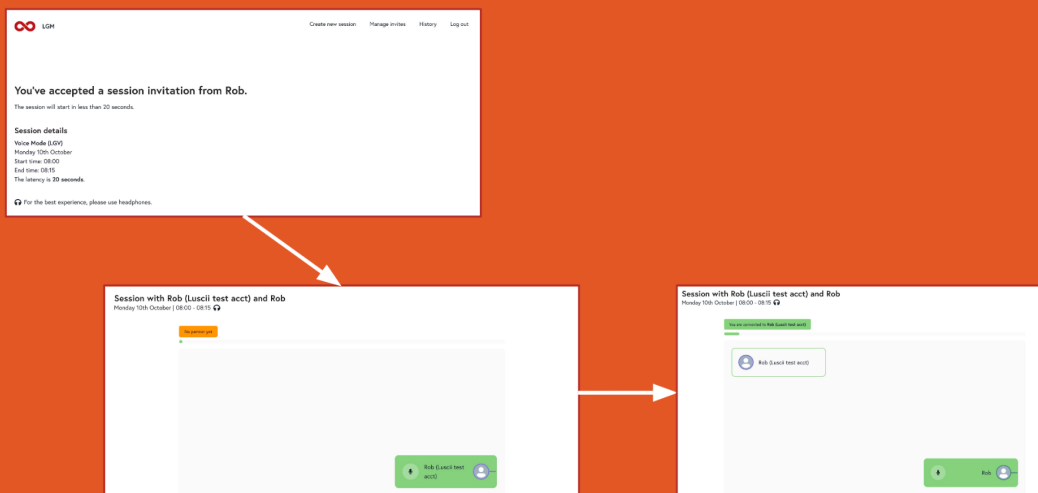 LGM
Create new session Manage invites History Log out
You've accepted a session invitation from Rob.
The session will start in less than 20 seconds.
Session details
Voice Mode (LGV)
Monday 10th October
Start time: 08:00
End time: 08:15
The latency is 20 seconds.
For the best experience, please use headphones.
Session with Rob (Luscii test acct) and Rob
Monday 10th October | 08:00 - 08:15
No partner yet
Rob (Luscii test
acct)
Session with Rob (Luscii test acct) and Rob
Monday 10th October | 08:00 - 08:15
You are connected to Rob (Luscii test acct)
Rob (Luscii test acct)
Rob